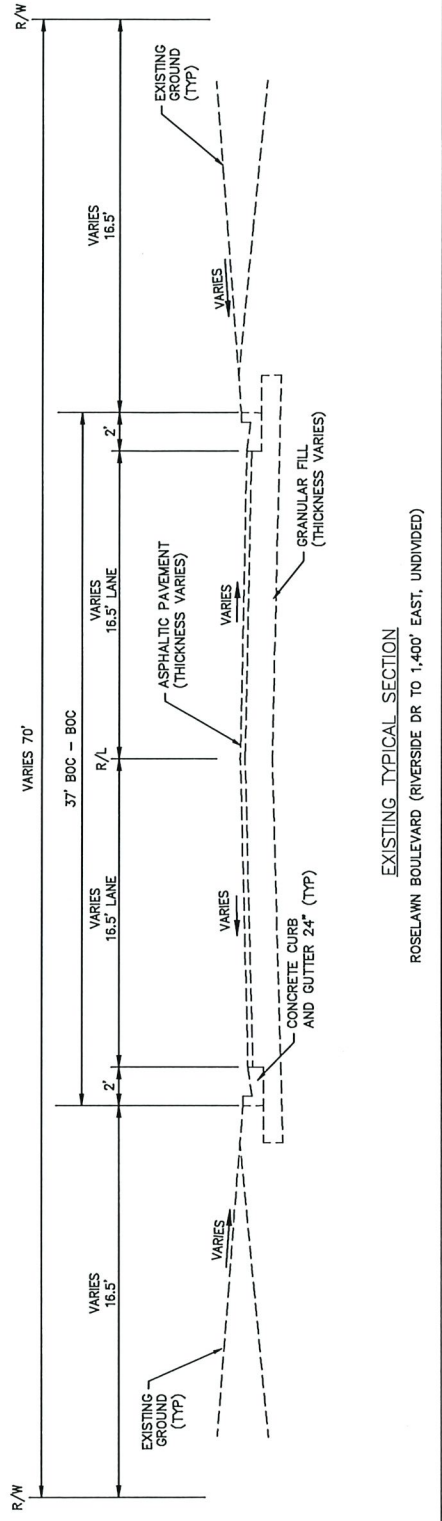 R/W
R/W
VARIES 70'
37' BOC – BOC
VARIES
16.5'
2'
VARIES
16.5' LANE
R/L
VARIES
16.5' LANE
2'
VARIES
16.5'
EXISTING
GROUND
(TYP)
VARIES
CONCRETE CURB
AND GUTTER 24" (TYP)
VARIES
ASPHALTIC PAVEMENT
(THICKNESS VARIES)
VARIES
GRANULAR FILL
(THICKNESS VARIES)
VARIES
EXISTING
GROUND
(TYP)
EXISTING TYPICAL SECTION
ROSELAWN BOULEVARD (RIVERSIDE DR TO 1,400' EAST, UNDIVIDED)